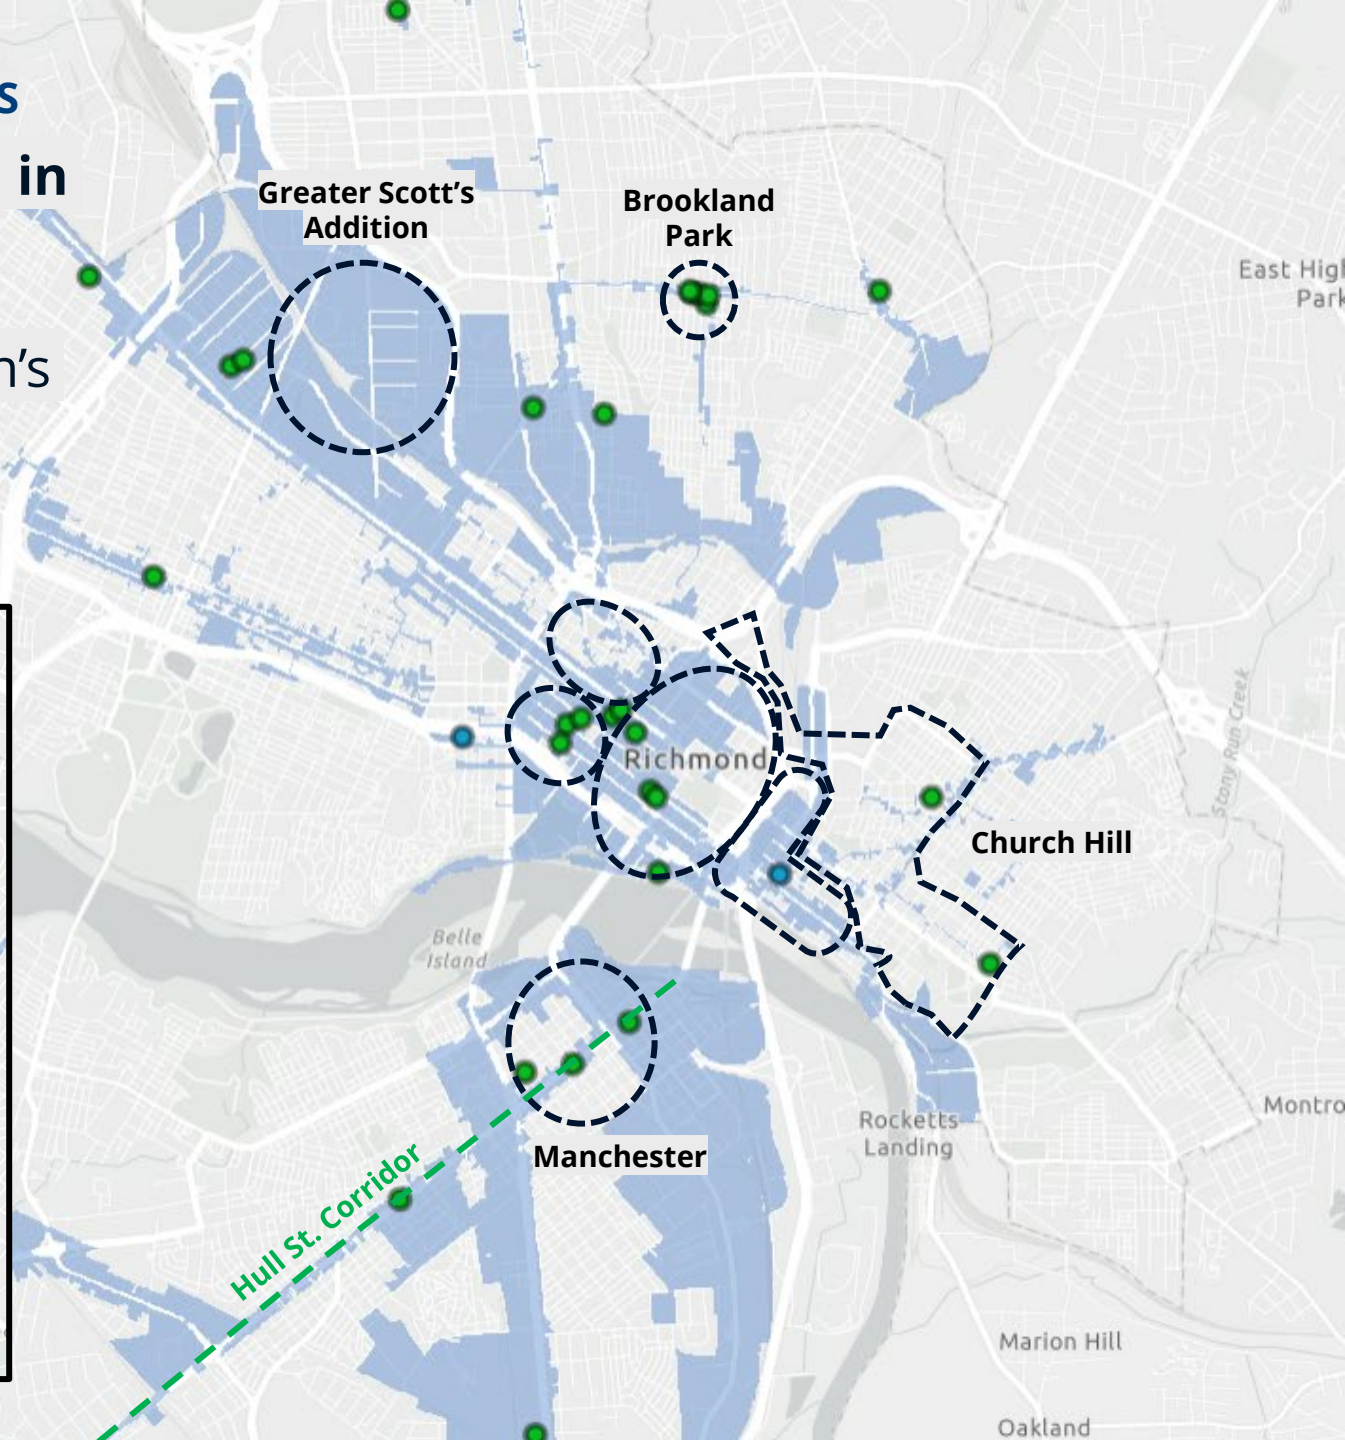 s
in
n's
Greater Scott's
Addition
Brookland
Park
East High
Park
Richmond
Church Hill
Stony Run Creek
Belle
Island
Manchester
Hull St. Corridor
Rocketts
Landing
Montro
Marion Hill
Oakland